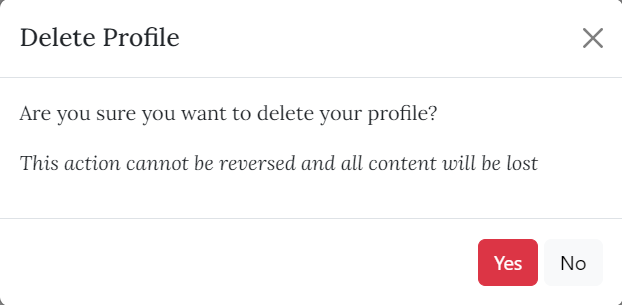 Delete Profile
Are you sure you want to delete your profile?
This action cannot be reversed and all content will be lost
Yes No